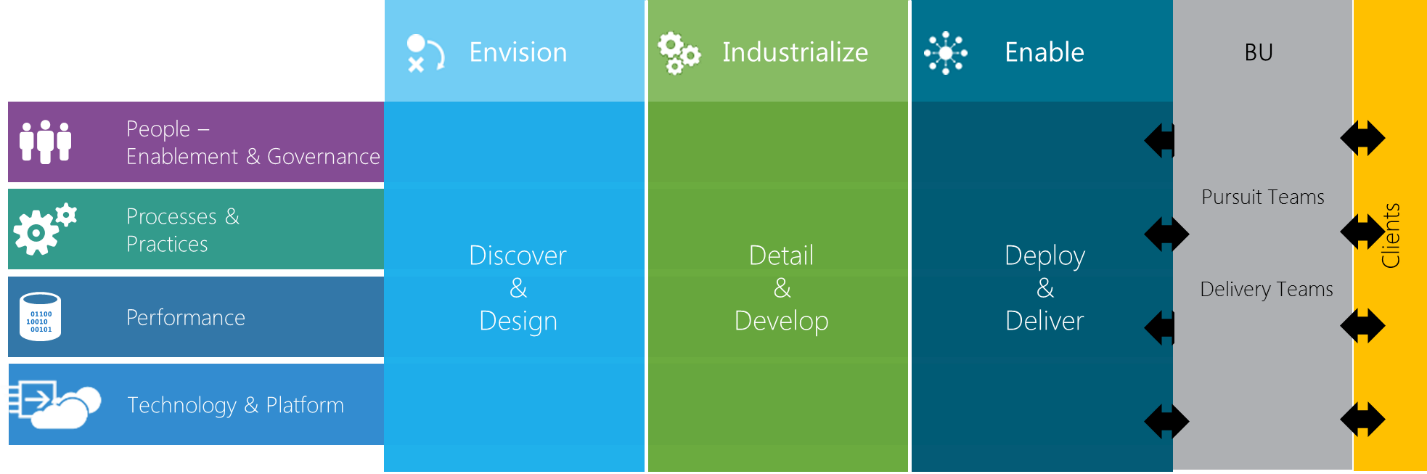 Envision
Industrialize
Enable
BU
People –
Enablement & Governance
Processes &
Practices
Performance
Technology & Platform
01100
10010
00101
Discover
&
Design
Detail
&
Develop
Deploy
&
Deliver
Pursuit Teams
Delivery Teams
Clients